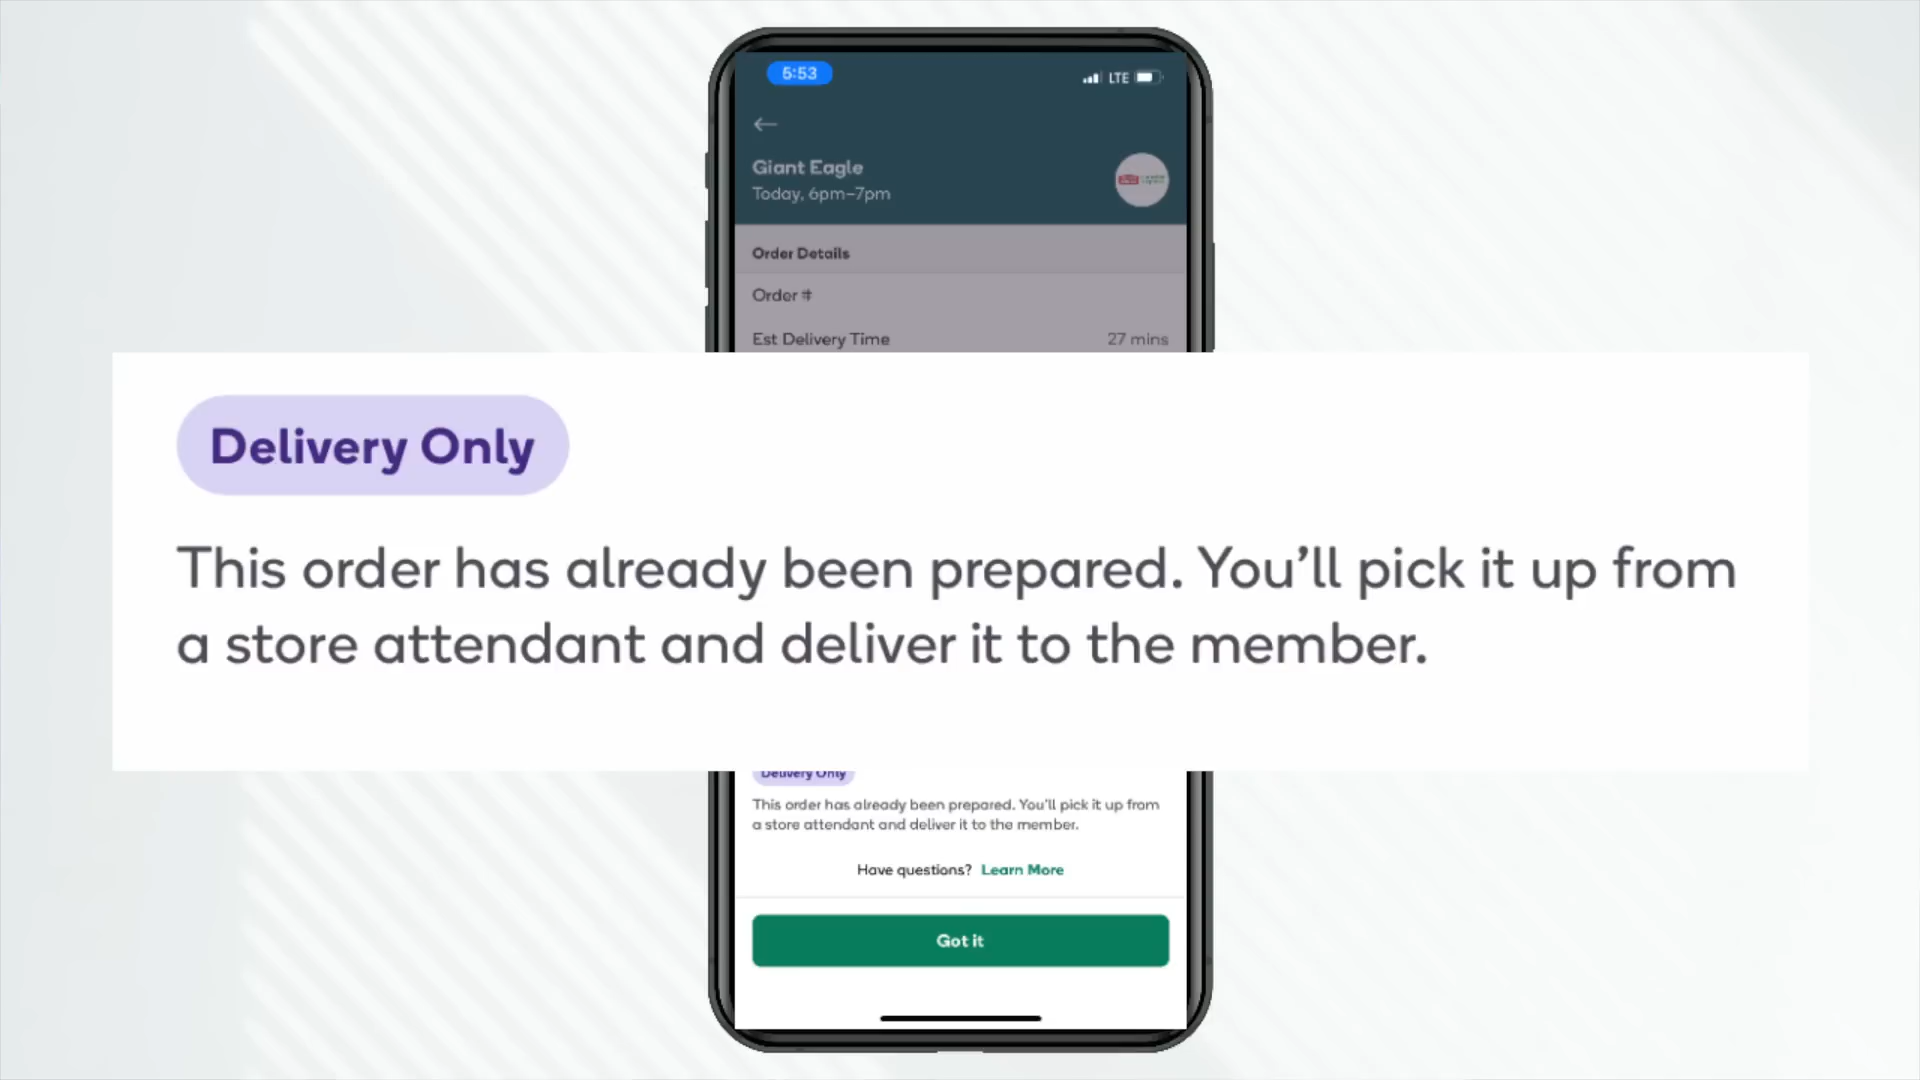 5:53
LTE
Giant Eagle
Today, 6pm–7pm
Order Details
Order #
Est Delivery Time 27 mins
Delivery Only
This order has already been prepared. You’ll pick it up from
a store attendant and deliver it to the member.
Delivery Only
This order has already been prepared. You'll pick it up from
a store attendant and deliver it to the member.
Have questions? Learn More
Got it